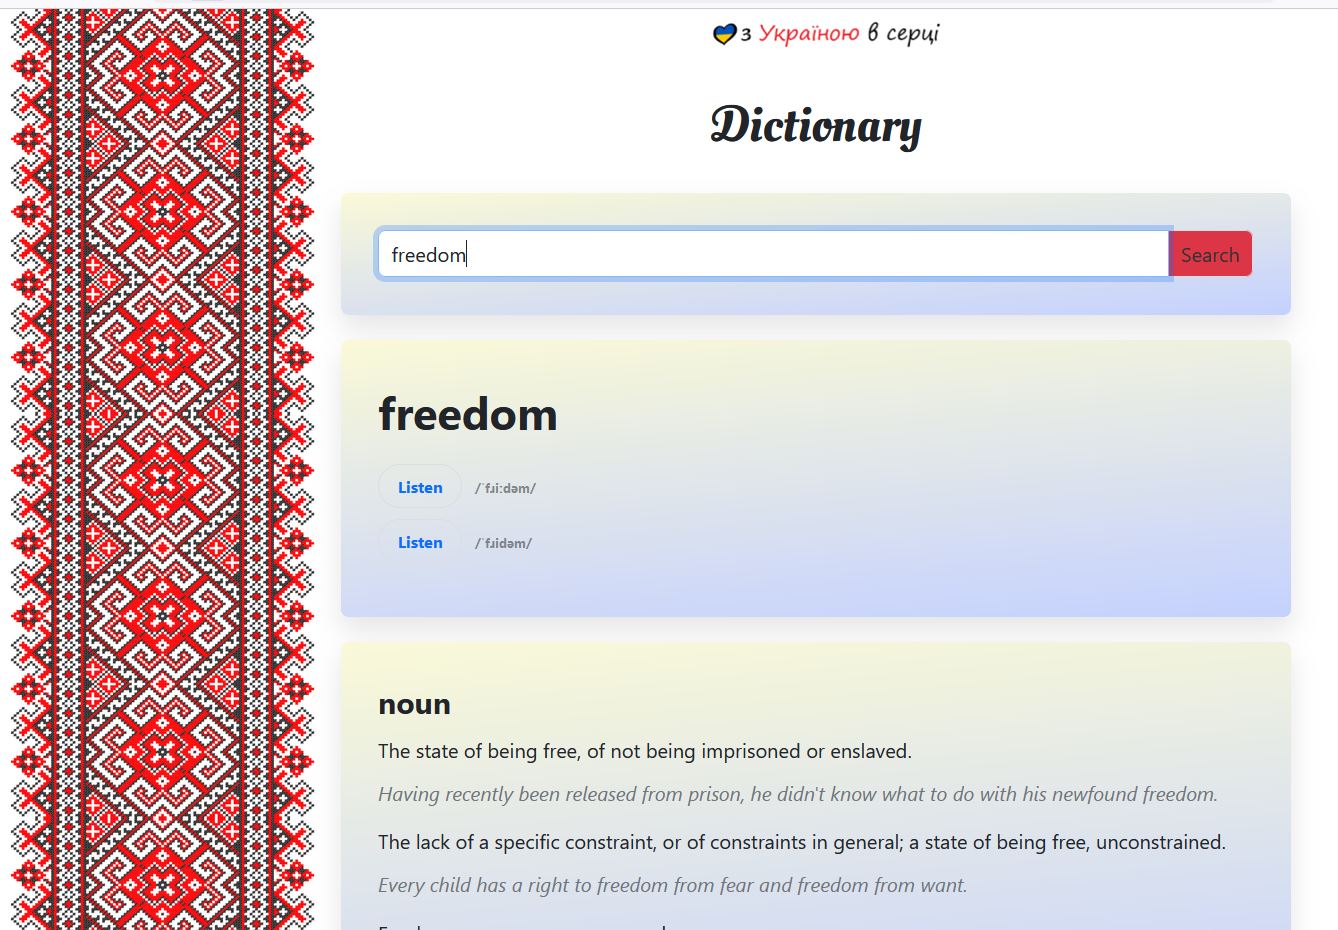 з Україною в серці
Dictionary
freedom
Search
freedom
Listen /ˈfɹiːdəm/
Listen /ˈfɹidəm/
noun
The state of being free, of not being imprisoned or enslaved.
Having recently been released from prison, he didn't know what to do with his newfound freedom.
The lack of a specific constraint, or of constraints in general; a state of being free, unconstrained.
Every child has a right to freedom from fear and freedom from want.